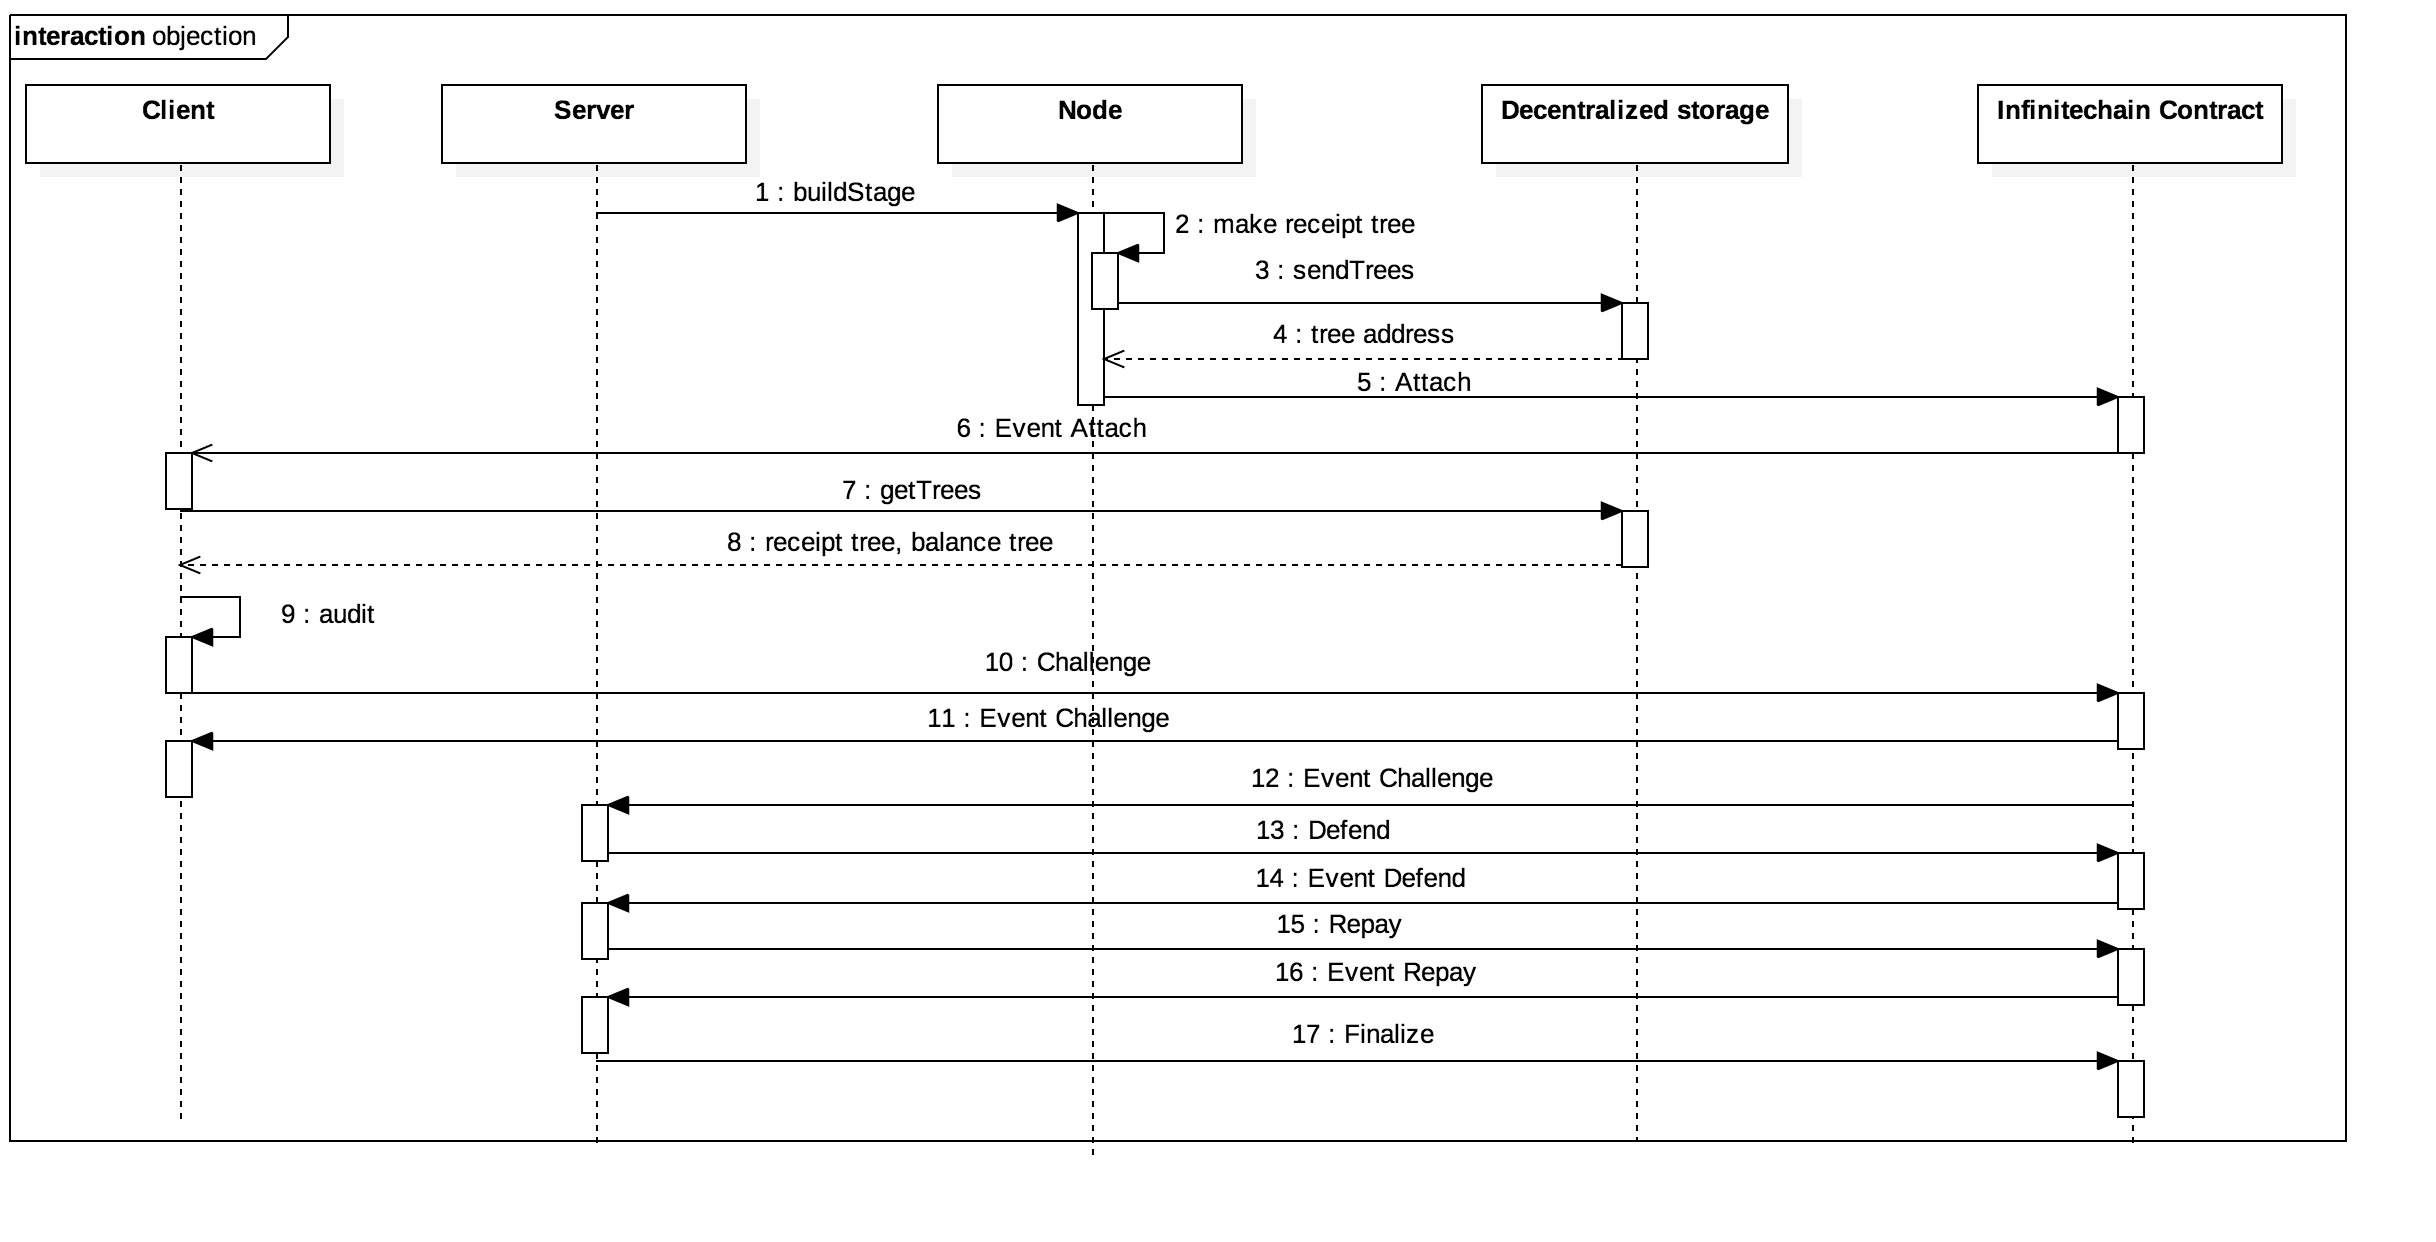 interaction objection
Client
Server
Node
Decentralized storage
Infinitechain Contract
1 : buildStage
2 : make receipt tree
3 : sendTrees
4 : tree address
5 : Attach
6 : Event Attach
7 : getTrees
8 : receipt tree, balance tree
9 : audit
10 : Challenge
11 : Event Challenge
12 : Event Challenge
13 : Defend
14 : Event Defend
15 : Repay
16 : Event Repay
17 : Finalize